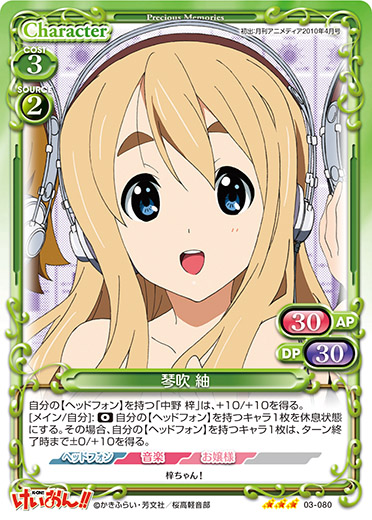 Precious Memories
Character
初出:月刊アニメディア2010年4月号
COST
3
SOURCE
2
30 AP
DP 30
琴吹 紬
自分の【ヘッドフォン】を持つ「中野 梓」は、+10/+10を得る。
[メイン/自分]: 自分の【ヘッドフォン】を持つキャラ1枚を休息状態
にする。その場合、自分の【ヘッドフォン】を持つキャラ1枚は、ターン終
了時まで±0/+10を得る。
ヘッドフォン 音楽 お嬢様
梓ちゃん!
けいおん!!
©かきふらい・芳文社/桜高軽音部
03-080